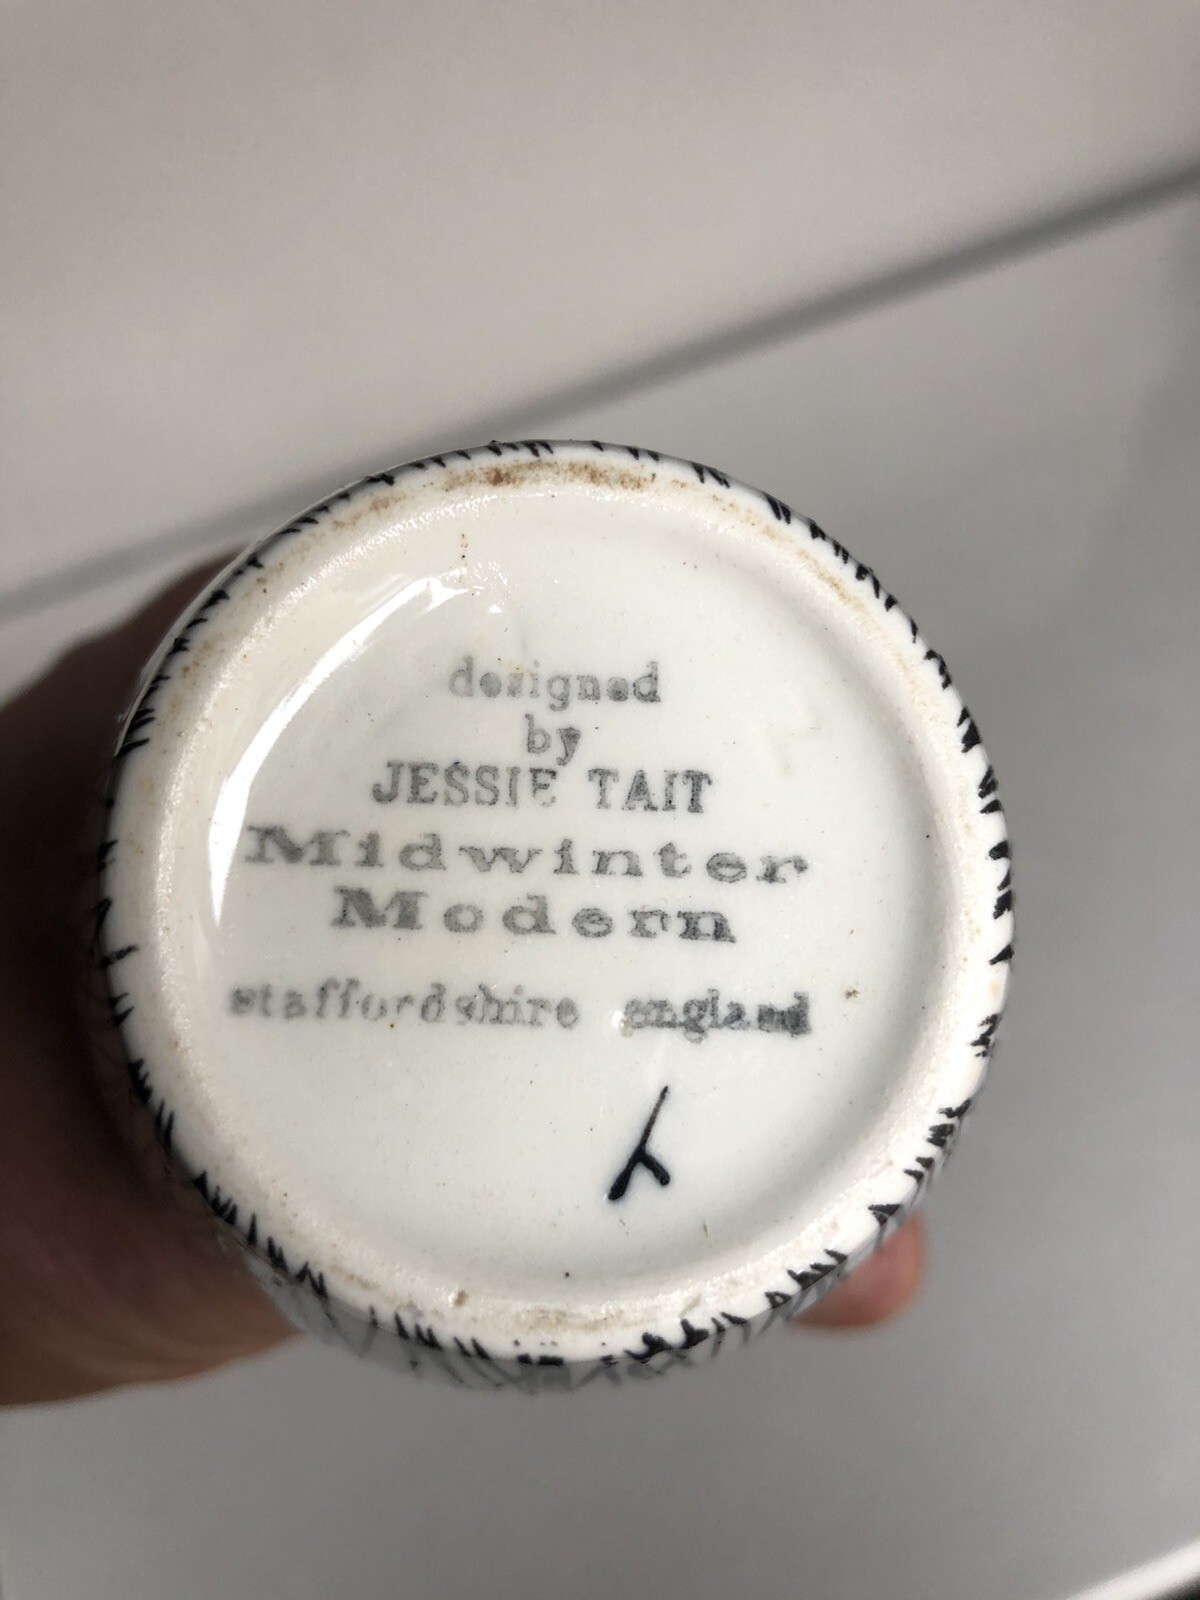 designed
by
JESSIE TAIT
Midwinter
Modern
staffordshire england